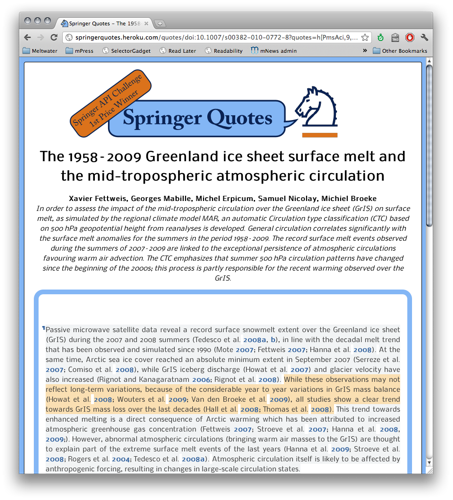 Springer Quotes – The 1958-
springerquotes.heroku.com/quotes/doi:10.1007/s00382-010-0772-8?quotes=h[PmsAci,9,
Meltwater mPress SelectorGadget Read Later Readability mNews admin Other Bookmarks
Springer API Challenge
1st Price Winner
Springer Quotes
The 1958-2009 Greenland ice sheet surface melt and
the mid-tropospheric atmospheric circulation
Xavier Fettweis, Georges Mabille, Michel Erpicum, Samuel Nicolay, Michiel Broeke
In order to assess the impact of the mid-tropospheric circulation over the Greenland ice sheet (GrIS) on surface
melt, as simulated by the regional climate model MAR, an automatic Circulation type classification (CTC) based
on 500 hPa geopotential height from reanalyses is developed. General circulation correlates significantly with
the surface melt anomalies for the summers in the period 1958-2009. The record surface melt events observed
during the summers of 2007-2009 are linked to the exceptional persistence of atmospheric circulations
favouring warm air advection. The CTC emphasizes that summer 500 hPa circulation patterns have changed
since the beginning of the 2000s; this process is partly responsible for the recent warming observed over the
GrIS.
Passive microwave satellite data reveal a record surface snowmelt extent over the Greenland ice sheet
(GrIS) during the 2007 and 2008 summers (Tedesco et al. 2008a, b), in line with the decadal melt trend
that has been observed and simulated since 1990 (Mote 2007; Fettweis 2007; Hanna et al. 2008). At the
same time, Arctic sea ice cover reached an absolute minimum extent in September 2007 (Serreze et al.
2007; Comiso et al. 2008), while GrIS iceberg discharge (Howat et al. 2007) and glacier velocity have
also increased (Rignot and Kanagaratnam 2006; Rignot et al. 2008). While these observations may not
reflect long-term variations, because of the considerable year to year variations in GrIS mass balance
(Howat et al. 2008; Wouters et al. 2009; Van den Broeke et al. 2009), all studies show a clear trend
towards GrIS mass loss over the last decades (Hall et al. 2008; Thomas et al. 2008). This trend towards
enhanced melting is a direct consequence of Arctic warming which has been attributed to increased
atmospheric greenhouse gas concentration (Fettweis 2007; Stroeve et al. 2007; Hanna et al. 2008,
2009;). However, abnormal atmospheric circulations (bringing warm air masses to the GrIS) are thought
to explain part of the extreme surface melt events of the last years (Hanna et al. 2009; Stroeve et al.
2008; Rogers et al. 2004; Tedesco et al. 2008a). Atmospheric circulation itself is likely to be affected by
anthropogenic forcing, resulting in changes in large-scale circulation states.